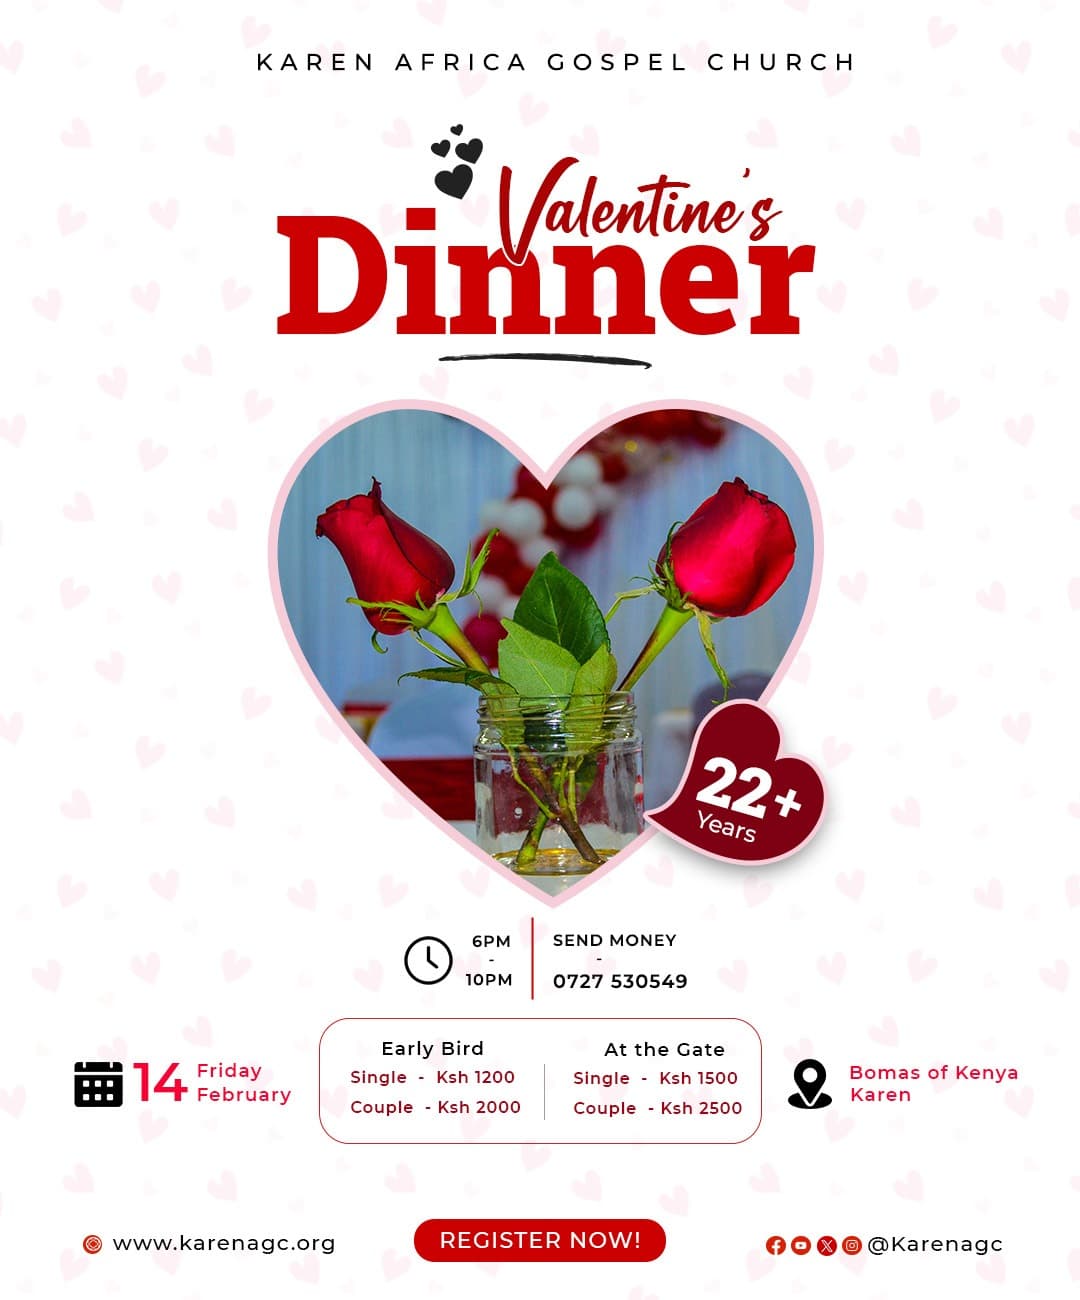 KAREN AFRICA GOSPEL CHURCH
Valentine's
Dinner
22+
Years
6PM
-
10PM
SEND MONEY
-
0727 530549
14 Friday
February
Early Bird
Single - Ksh 1200
Couple - Ksh 2000
At the Gate
Single - Ksh 1500
Couple - Ksh 2500
Bomas of Kenya
Karen
www.karenagc.org
REGISTER NOW!
@Karenagc